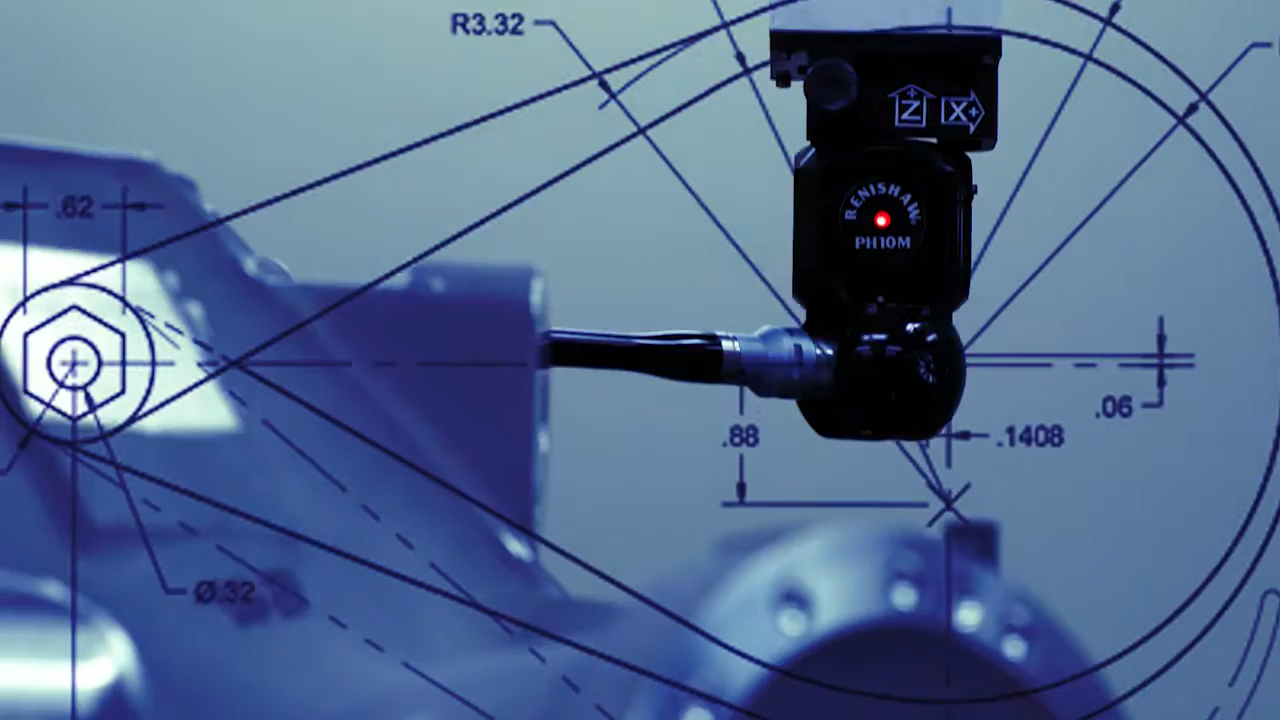 R3.32
Z+ X+
RENISHAW
PH10M
.62
.06
.88
.1408
Ø.32